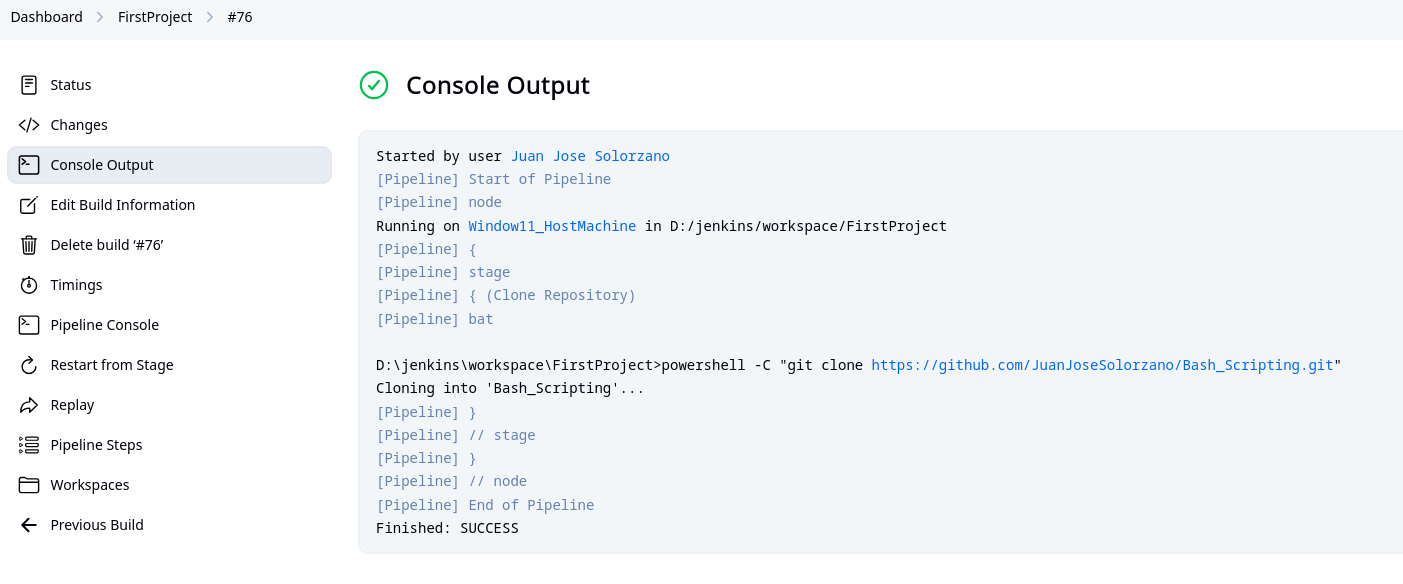 Dashboard > FirstProject > #76
Status
Changes
Console Output
Edit Build Information
Delete build ‘#76’
Timings
Pipeline Console
Restart from Stage
Replay
Pipeline Steps
Workspaces
Previous Build
Console Output
Started by user Juan Jose Solorzano
[Pipeline] Start of Pipeline
[Pipeline] node
Running on Window11_HostMachine in D:/jenkins/workspace/FirstProject
[Pipeline] {
[Pipeline] stage
[Pipeline] { (Clone Repository)
[Pipeline] bat
D:\jenkins\workspace\FirstProject>powershell -C "git clone https://github.com/JuanJoseSolorzano/Bash_Scripting.git"
Cloning into 'Bash_Scripting'...
[Pipeline] }
[Pipeline] // stage
[Pipeline] }
[Pipeline] // node
[Pipeline] End of Pipeline
Finished: SUCCESS